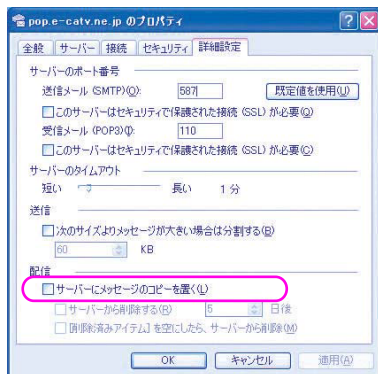 pop.e-catv.ne.jp のプロパティ
全般 サーバー 接続 セキュリティ 詳細設定
サーバーのポート番号
送信メール (SMTP)(O): 587 既定値を使用(U)
このサーバーはセキュリティで保護された接続 (SSL) が必要(Q)
受信メール (POP3)(I): 110
このサーバーはセキュリティで保護された接続 (SSL) が必要(C)
サーバーのタイムアウト
短い 長い 1 分
送信
次のサイズよりメッセージが大きい場合は分割する(B)
60 KB
配信
サーバーにメッセージのコピーを置く(L)
サーバーから削除する(R) 5 日後
[削除済みアイテム] を空にしたら、サーバーから削除(M)
OK キャンセル 適用(A)